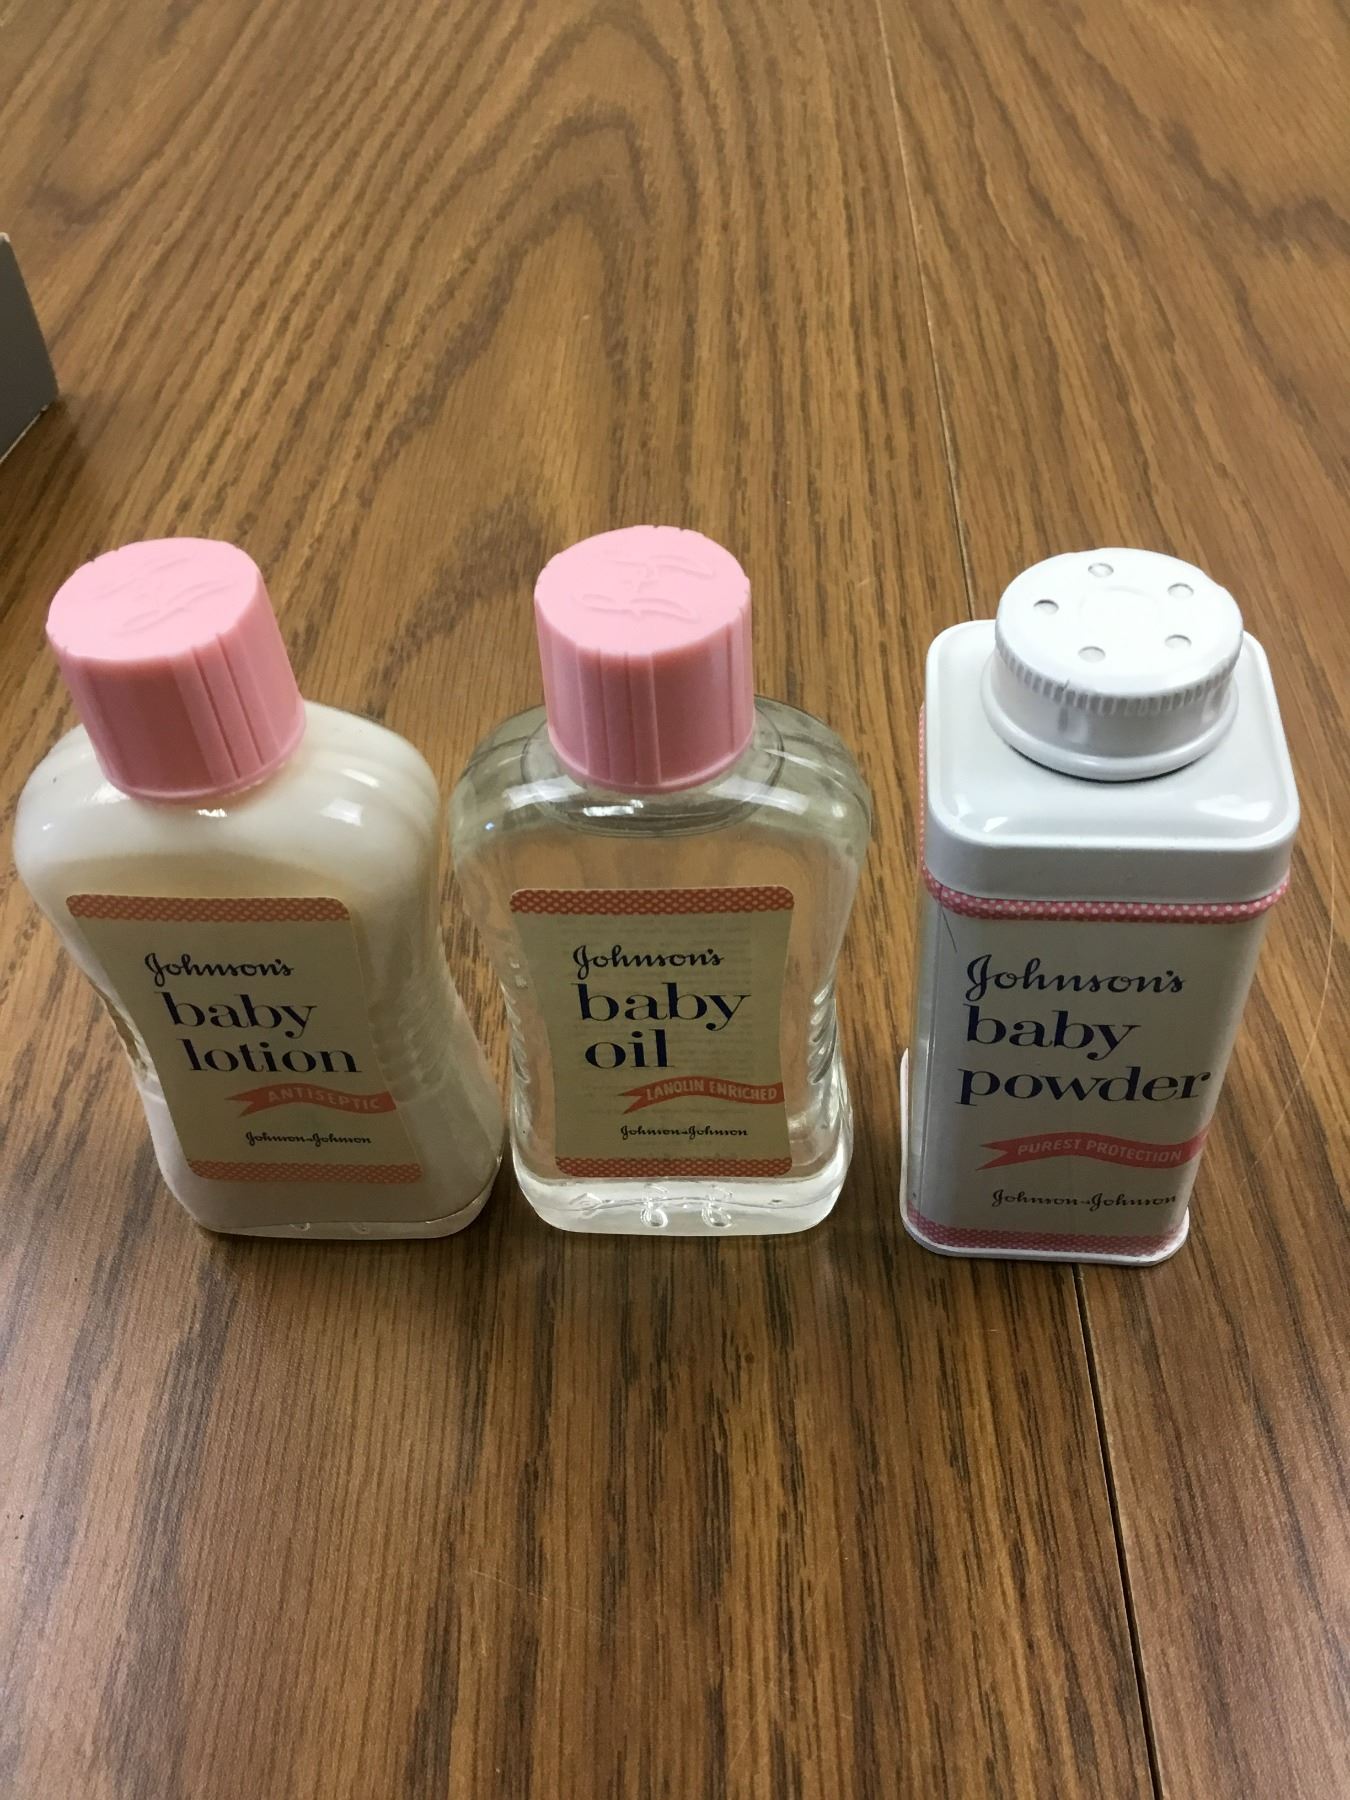 Johnson's
baby
lotion
ANTISEPTIC
Johnson & Johnson
Johnson's
baby
oil
LANOLIN ENRICHED
Johnson & Johnson
Johnson's
baby
powder
PUREST PROTECTION
Johnson & Johnson